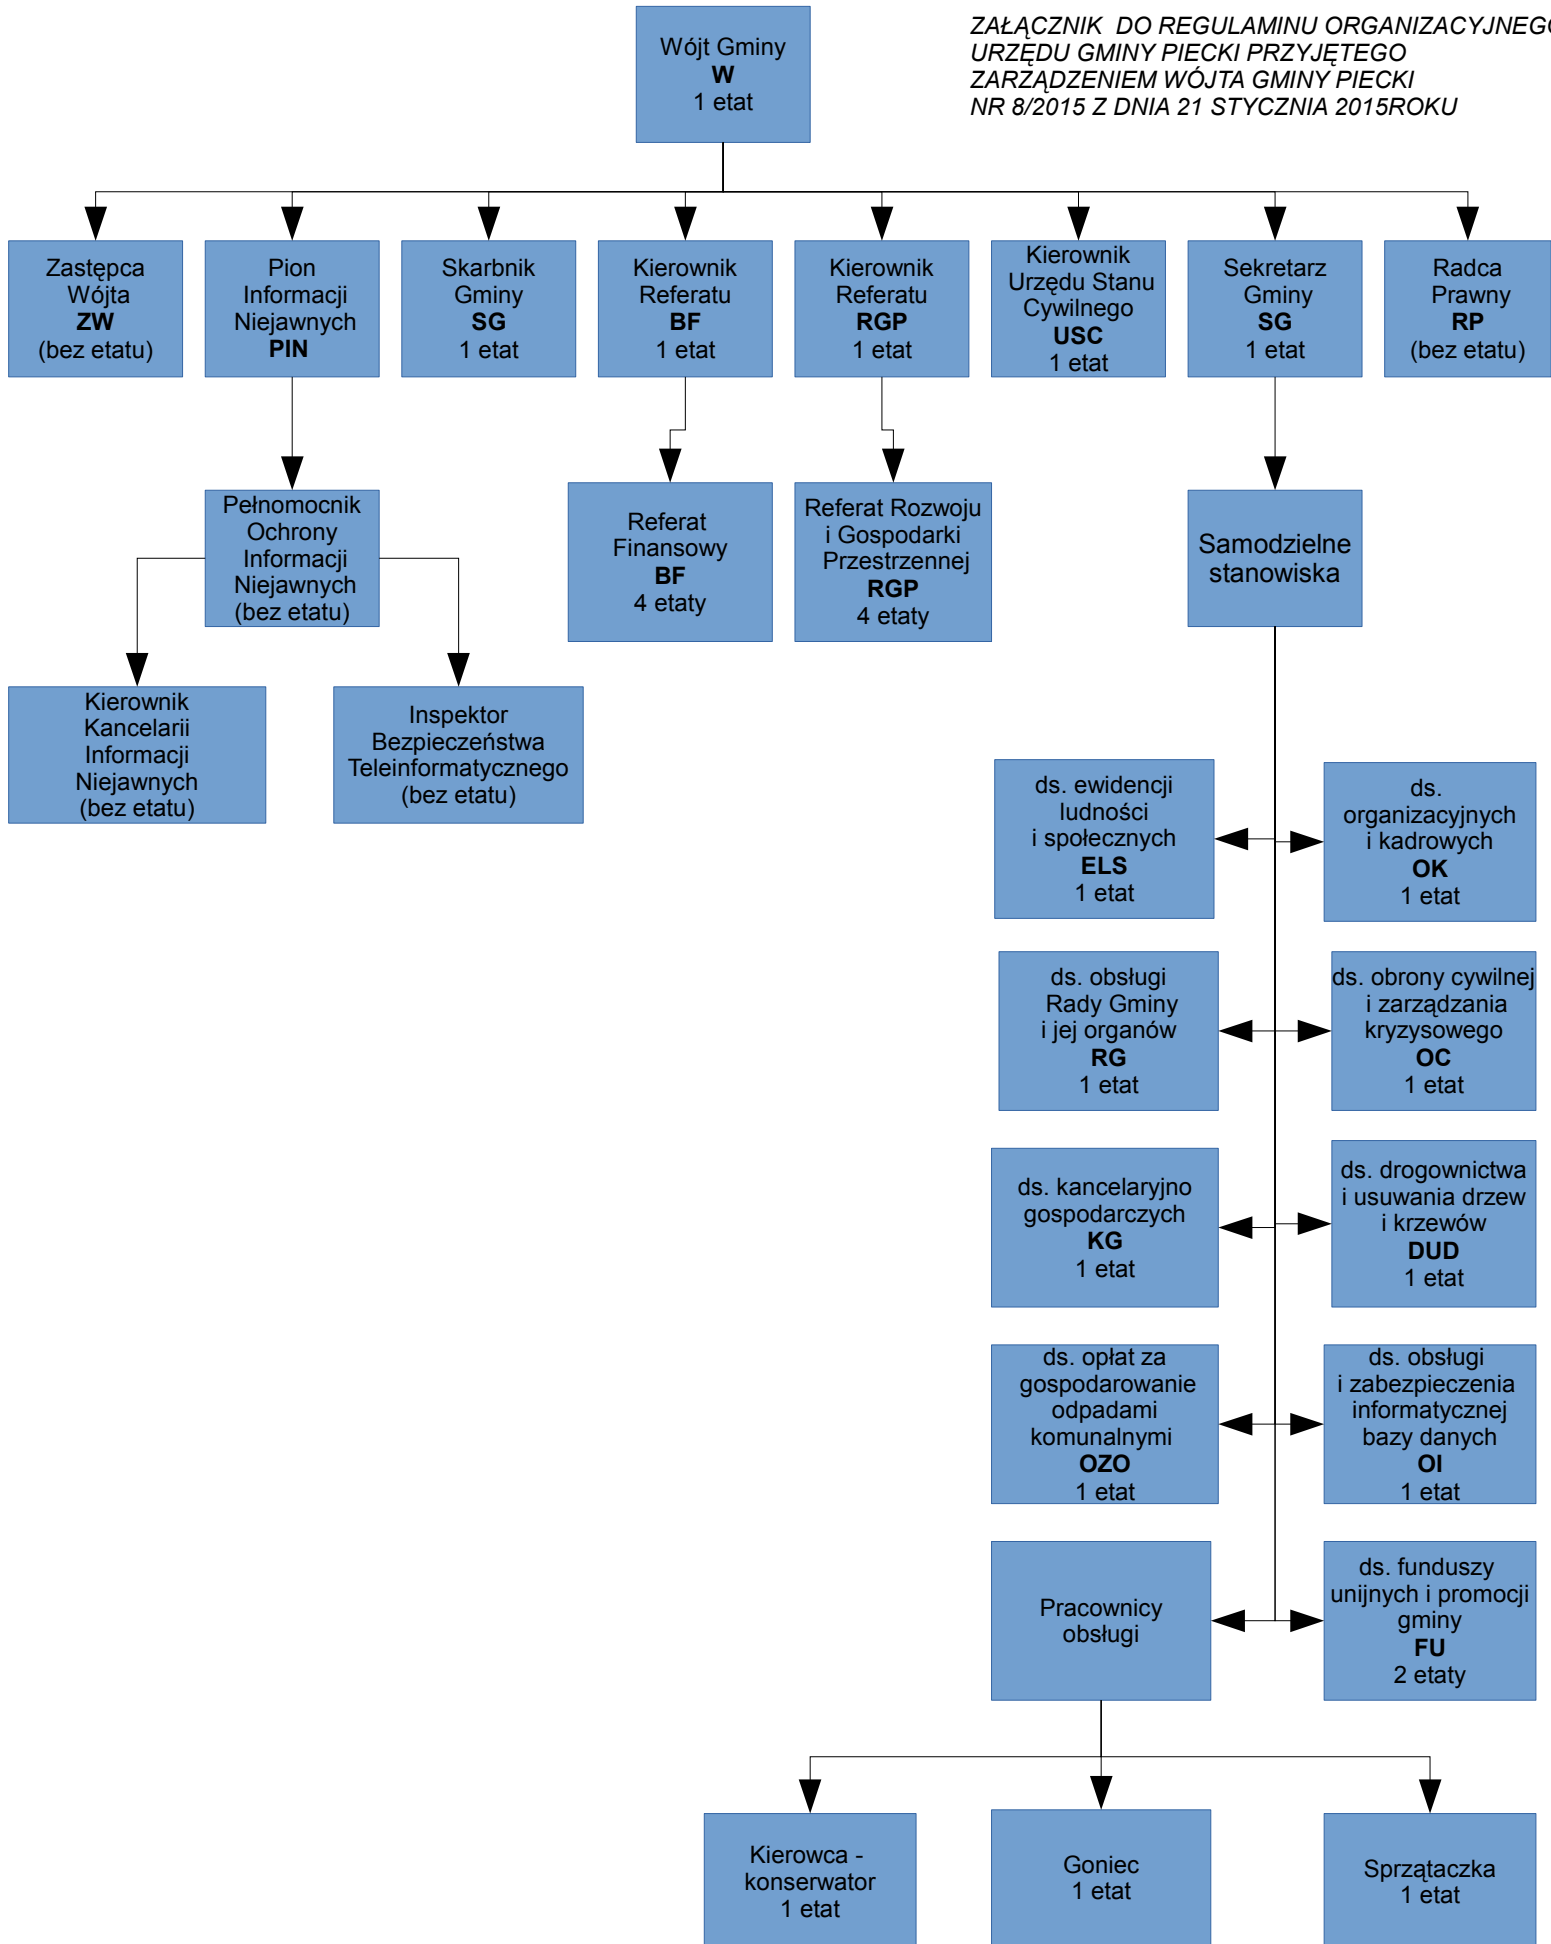 Wójt Gminy
W
1 etat
ZAŁĄCZNIK DO REGULAMINU ORGANIZACYJNEGO
URZĘDU GMINY PIECKI PRZYJĘTEGO
ZARZĄDZENIEM WÓJTA GMINY PIECKI
NR 8/2015 Z DNIA 21 STYCZNIA 2015ROKU
Zastępca
Wójta
ZW
(bez etatu)
Pion
Informacji
Niejawnych
PIN
Skarbnik
Gminy
SG
1 etat
Kierownik
Referatu
BF
1 etat
Kierownik
Referatu
RGP
1 etat
Kierownik
Urzędu Stanu
Cywilnego
USC
1 etat
Sekretarz
Gminy
SG
1 etat
Radca
Prawny
RP
(bez etatu)
Pełnomocnik
Ochrony
Informacji
Niejawnych
(bez etatu)
Referat
Finansowy
BF
4 etaty
Referat Rozwoju
i Gospodarki
Przestrzennej
RGP
4 etaty
Samodzielne
stanowiska
Kierownik
Kancelarii
Informacji
Niejawnych
(bez etatu)
Inspektor
Bezpieczeństwa
Teleinformatycznego
(bez etatu)
ds. ewidencji
ludności
i społecznych
ELS
1 etat
ds.
organizacyjnych
i kadrowych
OK
1 etat
ds. obsługi
Rady Gminy
i jej organów
RG
1 etat
ds. obrony cywilnej
i zarządzania
kryzysowego
OC
1 etat
ds. kancelaryjno
gospodarczych
KG
1 etat
ds. drogownictwa
i usuwania drzew
i krzewów
DUD
1 etat
ds. opłat za
gospodarowanie
odpadami
komunalnymi
OZO
1 etat
ds. obsługi
i zabezpieczenia
informatycznej
bazy danych
OI
1 etat
Pracownicy
obsługi
ds. funduszy
unijnych i promocji
gminy
FU
2 etaty
Kierowca -
konserwator
1 etat
Goniec
1 etat
Sprzątaczka
1 etat